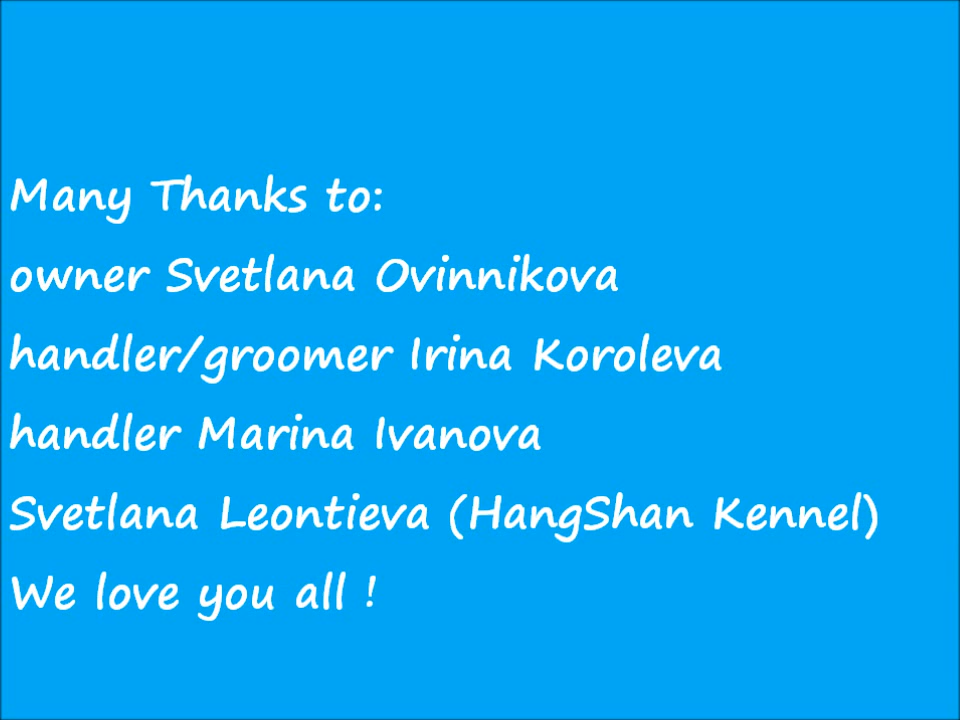 Many Thanks to:
owner Svetlana Ovinnikova
handler/groomer Irina Koroleva
handler Marina Ivanova
Svetlana Leontieva (HangShan Kennel)
We love you all !